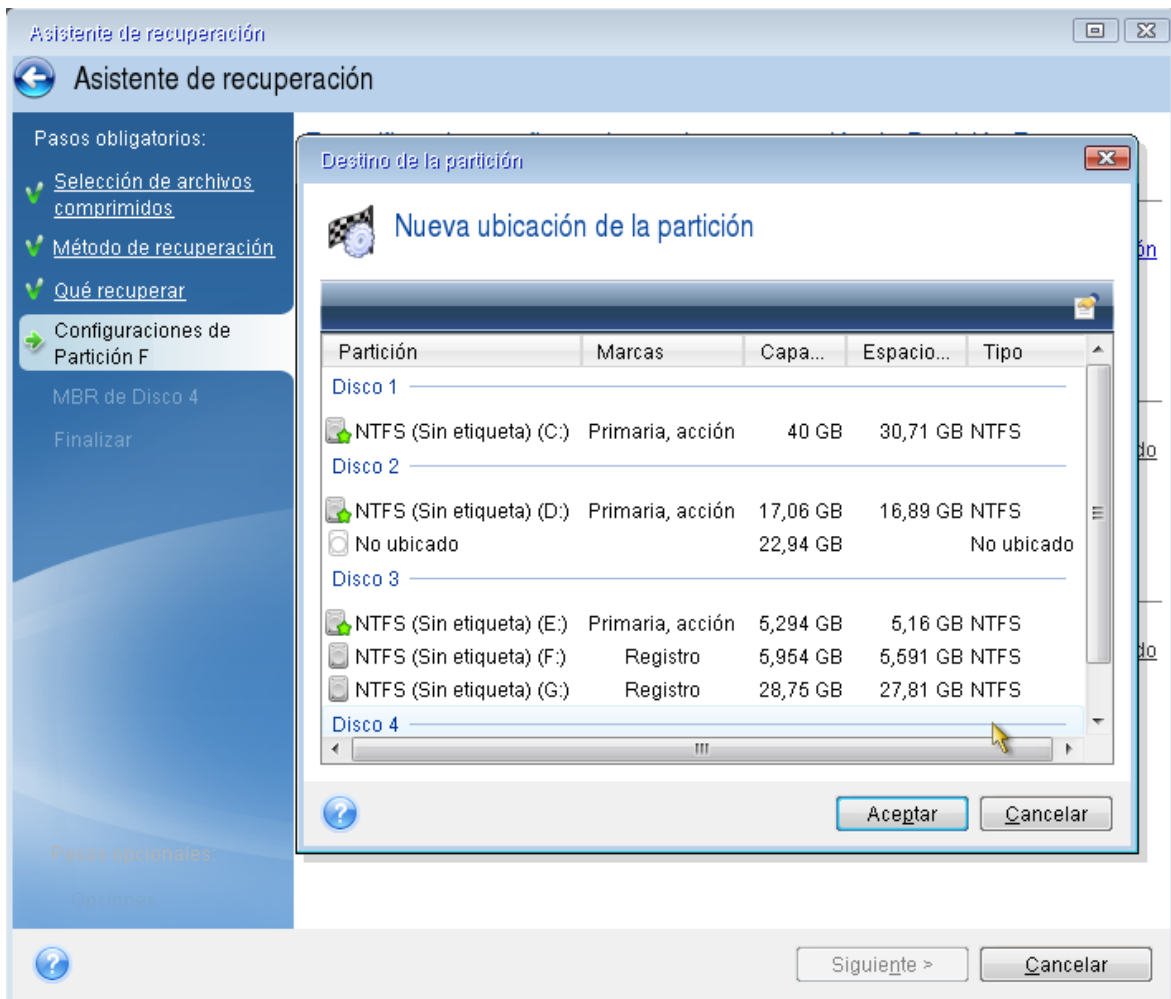 Asistente de recuperación
Asistente de recuperación
Pasos obligatorios:
Selección de archivos
comprimidos
Método de recuperación
Qué recuperar
Configuraciones de
Partición F
MBR de Disco 4
Finalizar
Pasos opcionales:
Opciones
Destino de la partición
Nueva ubicación de la partición
Partición Marcas Capa... Espacio... Tipo
Disco 1
NTFS (Sin etiqueta) (C:) Primaria, acción 40 GB 30,71 GB NTFS
Disco 2
NTFS (Sin etiqueta) (D:) Primaria, acción 17,06 GB 16,89 GB NTFS
No ubicado 22,94 GB No ubicado
Disco 3
NTFS (Sin etiqueta) (E:) Primaria, acción 5,294 GB 5,16 GB NTFS
NTFS (Sin etiqueta) (F:) Registro 5,954 GB 5,591 GB NTFS
NTFS (Sin etiqueta) (G:) Registro 28,75 GB 27,81 GB NTFS
Disco 4
Aceptar Cancelar
Siguiente > Cancelar